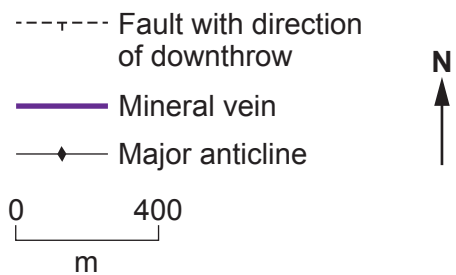 Fault with direction
of downthrow
Mineral vein
Major anticline
N
0 400
m